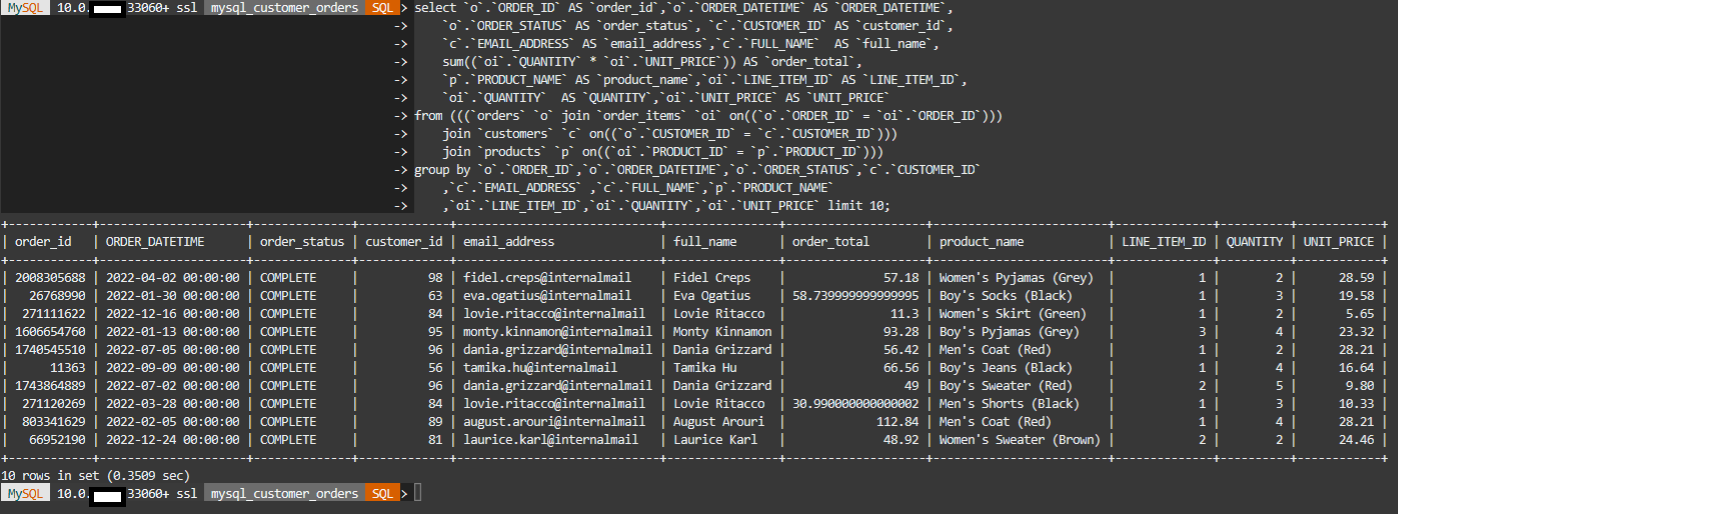 MySQL 10.0. 33060+ ssl mysql_customer_orders SQL > select `o`.`ORDER_ID` AS `order_id`,`o`.`ORDER_DATETIME` AS `ORDER_DATETIME`,
-> `o`.`ORDER_STATUS` AS `order_status`, `c`.`CUSTOMER_ID` AS `customer_id`,
-> `c`.`EMAIL_ADDRESS` AS `email_address`,`c`.`FULL_NAME`  AS `full_name`,
-> sum((`oi`.`QUANTITY` * `oi`.`UNIT_PRICE`)) AS `order_total`,
-> `p`.`PRODUCT_NAME` AS `product_name`,`oi`.`LINE_ITEM_ID` AS `LINE_ITEM_ID`,
-> `oi`.`QUANTITY`  AS `QUANTITY`,`oi`.`UNIT_PRICE` AS `UNIT_PRICE`
-> from (((`orders` `o` join `order_items` `oi` on((`o`.`ORDER_ID` = `oi`.`ORDER_ID`)))
-> join `customers` `c` on((`o`.`CUSTOMER_ID` = `c`.`CUSTOMER_ID`)))
-> join `products` `p` on((`oi`.`PRODUCT_ID` = `p`.`PRODUCT_ID`)))
-> group by `o`.`ORDER_ID`,`o`.`ORDER_DATETIME`,`o`.`ORDER_STATUS`,`c`.`CUSTOMER_ID`
-> ,`c`.`EMAIL_ADDRESS` ,`c`.`FULL_NAME`,`p`.`PRODUCT_NAME`
-> ,`oi`.`LINE_ITEM_ID`,`oi`.`QUANTITY`,`oi`.`UNIT_PRICE` limit 10;
| order_id | ORDER_DATETIME | order_status | customer_id | email_address | full_name | order_total | product_name | LINE_ITEM_ID | QUANTITY | UNIT_PRICE |
| 2008305688 | 2022-04-02 00:00:00 | COMPLETE | 98 | fidel.creps@internalmail | Fidel Creps | 57.18 | Women's Pyjamas (Grey) | 1 | 2 | 28.59 |
| 26768990 | 2022-01-30 00:00:00 | COMPLETE | 63 | eva.ogatius@internalmail | Eva Ogatius | 58.739999999999995 | Boy's Socks (Black) | 1 | 3 | 19.58 |
| 271111622 | 2022-12-16 00:00:00 | COMPLETE | 84 | lovie.ritacco@internalmail | Lovie Ritacco | 11.3 | Women's Skirt (Green) | 1 | 2 | 5.65 |
| 1606654760 | 2022-01-13 00:00:00 | COMPLETE | 95 | monty.kinnamon@internalmail | Monty Kinnamon | 93.28 | Boy's Pyjamas (Grey) | 3 | 4 | 23.32 |
| 1740545510 | 2022-07-05 00:00:00 | COMPLETE | 96 | dania.grizzard@internalmail | Dania Grizzard | 56.42 | Men's Coat (Red) | 1 | 2 | 28.21 |
| 11363 | 2022-09-09 00:00:00 | COMPLETE | 56 | tamika.hu@internalmail | Tamika Hu | 66.56 | Boy's Jeans (Black) | 1 | 4 | 16.64 |
| 1743864889 | 2022-07-02 00:00:00 | COMPLETE | 96 | dania.grizzard@internalmail | Dania Grizzard | 49 | Boy's Sweater (Red) | 2 | 5 | 9.80 |
| 271120269 | 2022-03-28 00:00:00 | COMPLETE | 84 | lovie.ritacco@internalmail | Lovie Ritacco | 30.990000000000002 | Men's Shorts (Black) | 1 | 3 | 10.33 |
| 803341629 | 2022-02-05 00:00:00 | COMPLETE | 89 | august.arouri@internalmail | August Arouri | 112.84 | Men's Coat (Red) | 1 | 4 | 28.21 |
| 66952190 | 2022-12-24 00:00:00 | COMPLETE | 81 | laurice.karl@internalmail | Laurice Karl | 48.92 | Women's Sweater (Brown) | 2 | 2 | 24.46 |
10 rows in set (0.3509 sec)
MySQL 10.0. 33060+ ssl mysql_customer_orders SQL >